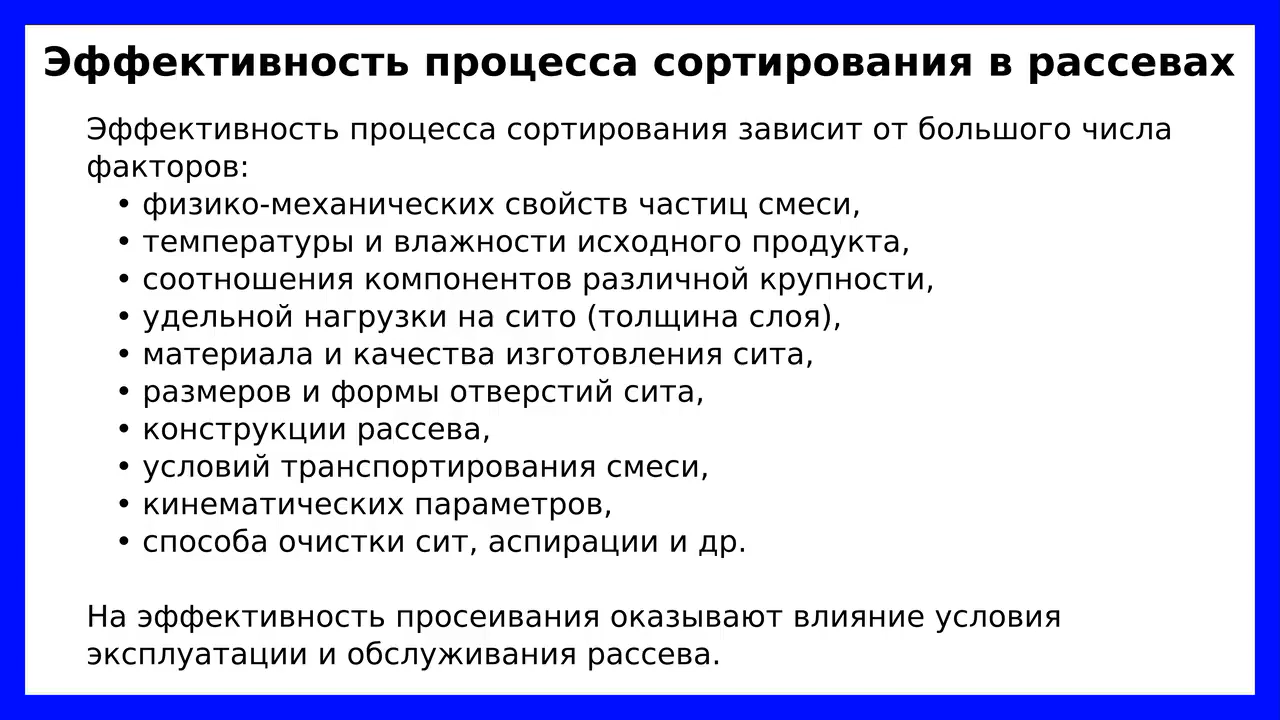 Эффективность процесса сортирования в рассевах
Эффективность процесса сортирования зависит от большого числа
факторов:
• физико-механических свойств частиц смеси,
• температуры и влажности исходного продукта,
• соотношения компонентов различной крупности,
• удельной нагрузки на сито (толщина слоя),
• материала и качества изготовления сита,
• размеров и формы отверстий сита,
• конструкции рассева,
• условий транспортирования смеси,
• кинематических параметров,
• способа очистки сит, аспирации и др.
На эффективность просеивания оказывают влияние условия
эксплуатации и обслуживания рассева.